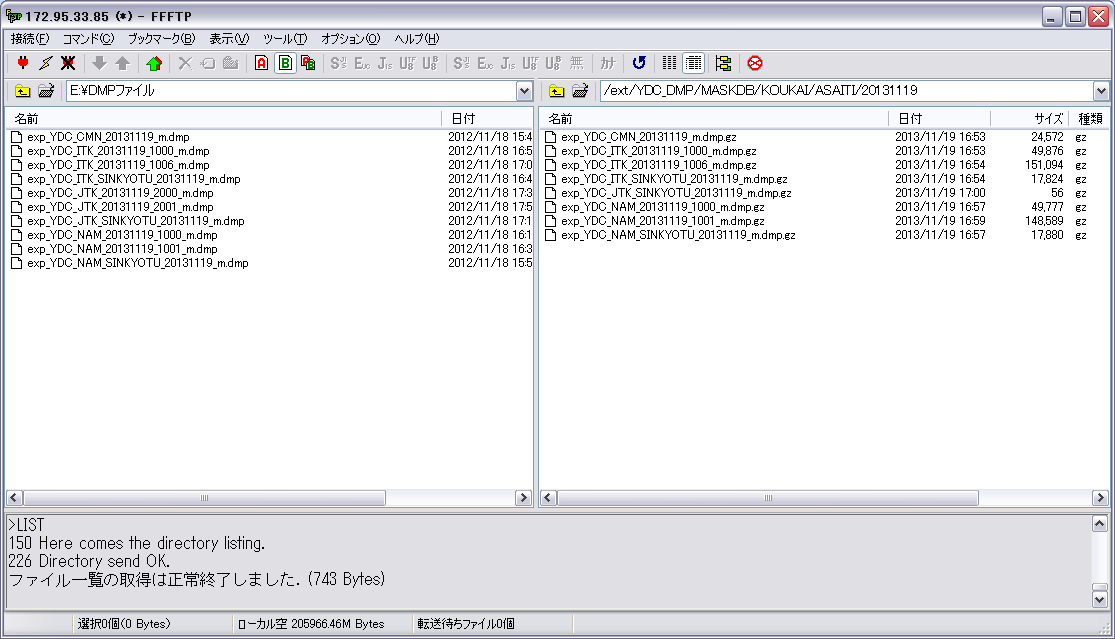 172.95.33.85 (*) - FFFTP
接続(F) コマンド(C) ブックマーク(B) 表示(V) ツール(T) オプション(O) ヘルプ(H)
A B S EUC JIS S EUC JIS 無 カナ
E:¥DMPファイル /ext/YDC_DMP/MASKDB/KOUKAI/ASAITI/20131119
名前 日付
exp_YDC_CMN_20131119_m.dmp 2012/11/18 15:4
exp_YDC_ITK_20131119_1000_m.dmp 2012/11/18 16:5
exp_YDC_ITK_20131119_1006_m.dmp 2012/11/18 17:0
exp_YDC_ITK_SINKYOTU_20131119_m.dmp 2012/11/18 16:4
exp_YDC_JTK_20131119_2000_m.dmp 2012/11/18 17:3
exp_YDC_JTK_20131119_2001_m.dmp 2012/11/18 17:5
exp_YDC_JTK_SINKYOTU_20131119_m.dmp 2012/11/18 17:1
exp_YDC_NAM_20131119_1000_m.dmp 2012/11/18 16:1
exp_YDC_NAM_20131119_1001_m.dmp 2012/11/18 16:3
exp_YDC_NAM_SINKYOTU_20131119_m.dmp 2012/11/18 15:5
名前 日付 サイズ 種類
exp_YDC_CMN_20131119_m.dmp.gz 2013/11/19 16:53 24,572 gz
exp_YDC_ITK_20131119_1000_m.dmp.gz 2013/11/19 16:53 49,876 gz
exp_YDC_ITK_20131119_1006_m.dmp.gz 2013/11/19 16:54 151,094 gz
exp_YDC_ITK_SINKYOTU_20131119_m.dmp.gz 2013/11/19 16:54 17,824 gz
exp_YDC_JTK_SINKYOTU_20131119_m.dmp.gz 2013/11/19 17:00 56 gz
exp_YDC_NAM_20131119_1000_m.dmp.gz 2013/11/19 16:57 49,777 gz
exp_YDC_NAM_20131119_1001_m.dmp.gz 2013/11/19 16:59 148,589 gz
exp_YDC_NAM_SINKYOTU_20131119_m.dmp.gz 2013/11/19 16:57 17,880 gz
>LIST
150 Here comes the directory listing.
226 Directory send OK.
ファイル一覧の取得は正常終了しました. (743 Bytes)
選択0個(0 Bytes) ローカル空 205966.46M Bytes 転送待ちファイル0個